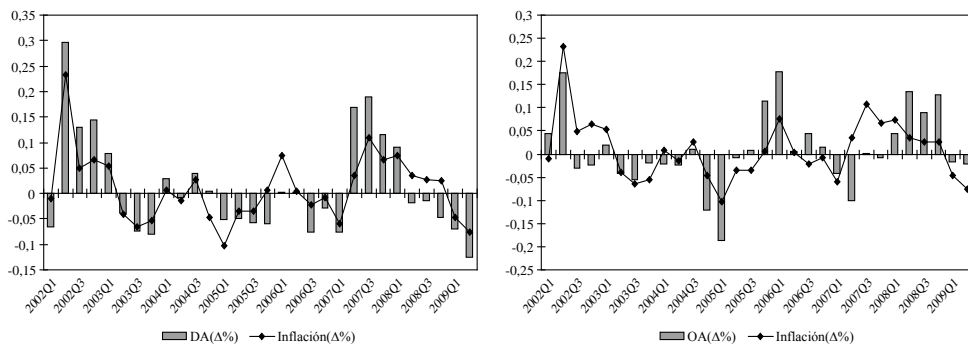 0,35
0,3
0,25
0,2
0,15
0,1
0,05
0
-0,05
-0,1
-0,15
2002Q1
2002Q3
2003Q1
2003Q3
2004Q1
2004Q3
2005Q1
2005Q3
2006Q1
2006Q3
2007Q1
2007Q3
2008Q1
2008Q3
2009Q1
DA(Δ%) Inflación(Δ%)
0,3
0,25
0,2
0,15
0,1
0,05
0
-0,05
-0,1
-0,15
-0,2
-0,25
2002Q1
2002Q3
2003Q1
2003Q3
2004Q1
2004Q3
2005Q1
2005Q3
2006Q1
2006Q3
2007Q1
2007Q3
2008Q1
2008Q3
2009Q1
OA(Δ%) Inflación(Δ%)